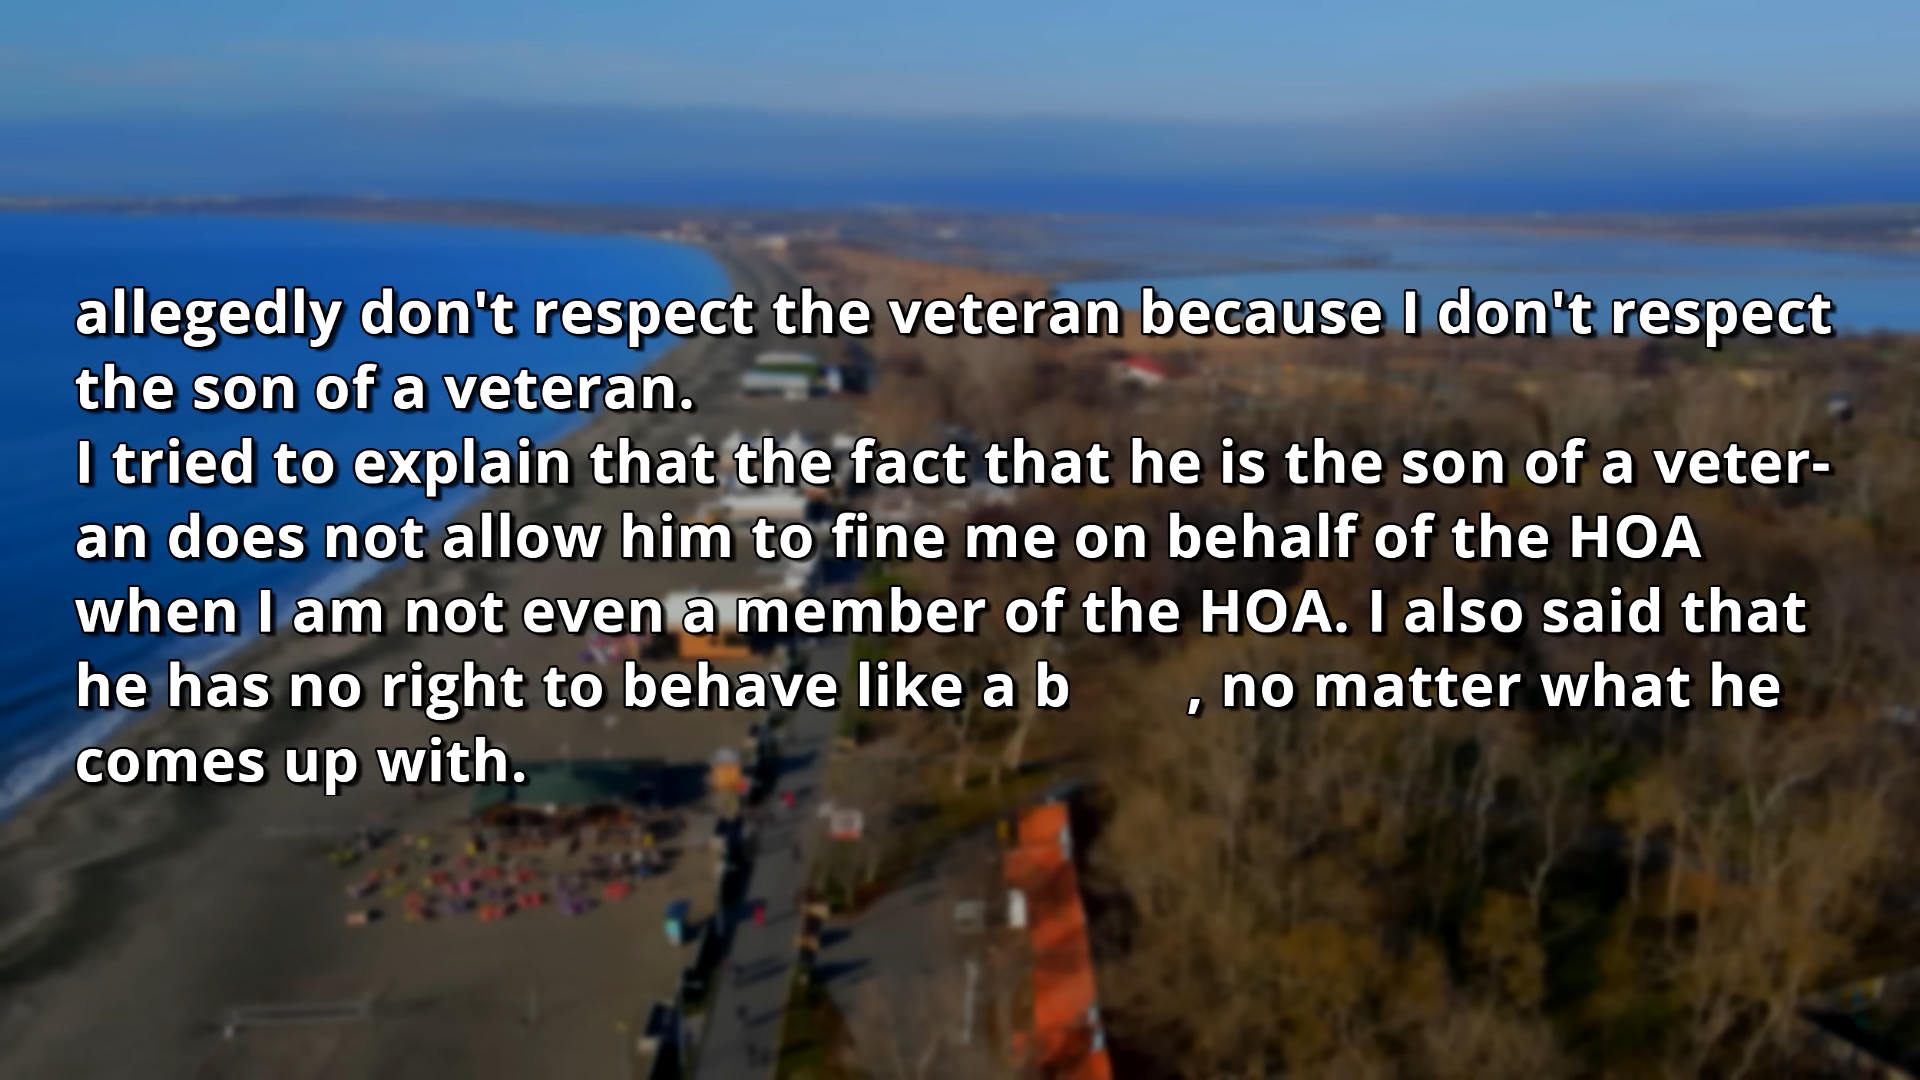 allegedly don't respect the veteran because I don't respect
the son of a veteran.
I tried to explain that the fact that he is the son of a veter-
an does not allow him to fine me on behalf of the HOA
when I am not even a member of the HOA. I also said that
he has no right to behave like a b , no matter what he
comes up with.